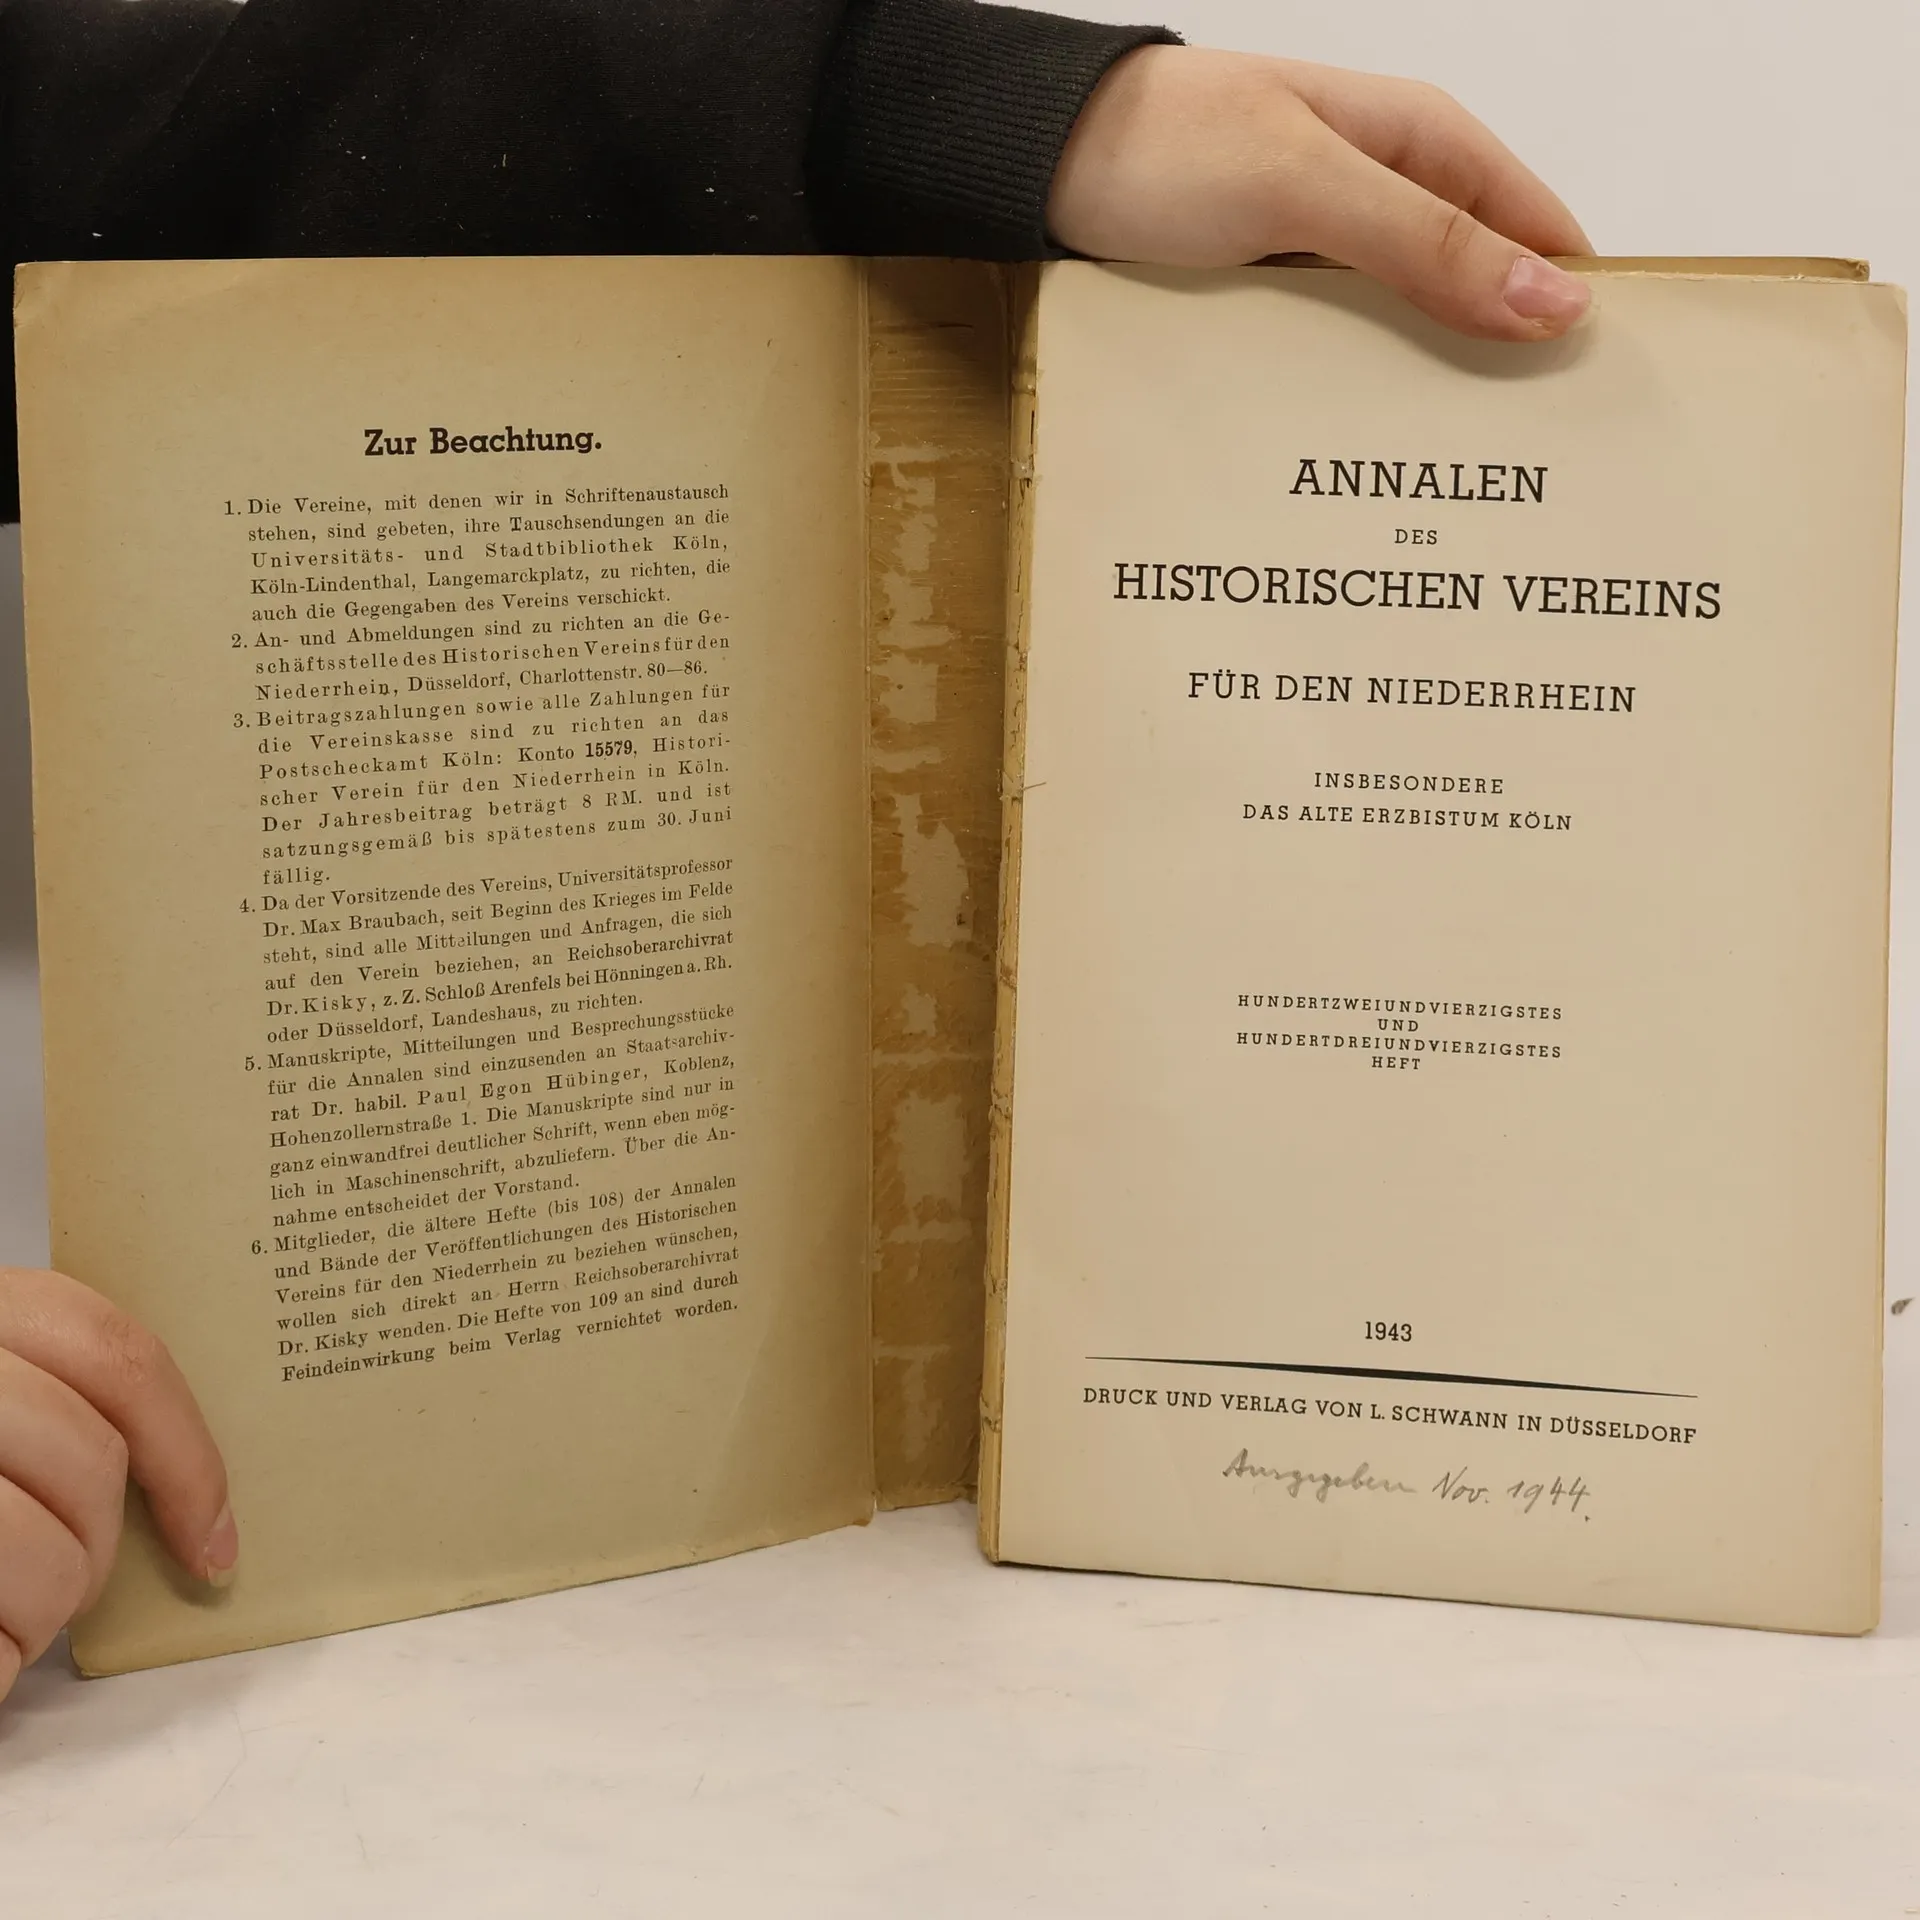 Zur Beachtung.
1. Die Vereine, mit denen wir in Schriftenaustausch
stehen, sind gebeten, ihre Tauschsendungen an die
Universitäts- und Stadtbibliothek Köln,
Köln-Lindenthal, Langemarckplatz, zu richten, die
auch die Gegengaben des Vereins verschickt.
2. An- und Abmeldungen sind zu richten an die Ge-
schäftsstelle des Historischen Vereins für den
Niederrhein, Düsseldorf, Charlottenstr. 80—86.
3. Beitragszahlungen sowie alle Zahlungen für
die Vereinskasse sind zu richten an das
Postscheckamt Köln: Konto 15579, Histori-
scher Verein für den Niederrhein in Köln.
Der Jahresbeitrag beträgt 8 RM. und ist
satzungsgemäß bis spätestens zum 30. Juni
fällig.
4. Da der Vorsitzende des Vereins, Universitätsprofessor
Dr. Max Braubach, seit Beginn des Krieges im Felde
steht, sind alle Mitteilungen und Anfragen, die sich
auf den Verein beziehen, an Reichsoberarchivrat
Dr. Kisky, z. Z. Schloß Arenfels bei Hönningen a. Rh.
oder Düsseldorf, Landeshaus, zu richten.
5. Manuskripte, Mitteilungen und Besprechungsstücke
für die Annalen sind einzusenden an Staatsarchiv-
rat Dr. habil. Paul Egon Hübinger, Koblenz,
Hohenzollernstraße 1. Die Manuskripte sind nur in
ganz einwandfrei deutlicher Schrift, wenn eben mög-
lich in Maschinenschrift, abzuliefern. Über die An-
nahme entscheidet der Vorstand.
6. Mitglieder, die ältere Hefte (bis 108) der Annalen
und Bände der Veröffentlichungen des Historischen
Vereins für den Niederrhein zu beziehen wünschen,
wollen sich direkt an Herrn Reichsoberarchivrat
Dr. Kisky wenden. Die Hefte von 109 an sind durch
Feindeinwirkung beim Verlag vernichtet worden.
ANNALEN
DES
HISTORISCHEN VEREINS
FÜR DEN NIEDERRHEIN
INSBESONDERE
DAS ALTE ERZBISTUM KÖLN
HUNDERTZWEIUNDVIERZIGSTES
UND
HUNDERTDREIUNDVIERZIGSTES
HEFT
1943
DRUCK UND VERLAG VON L. SCHWANN IN DÜSSELDORF
Ausgegeben Nov. 1944.